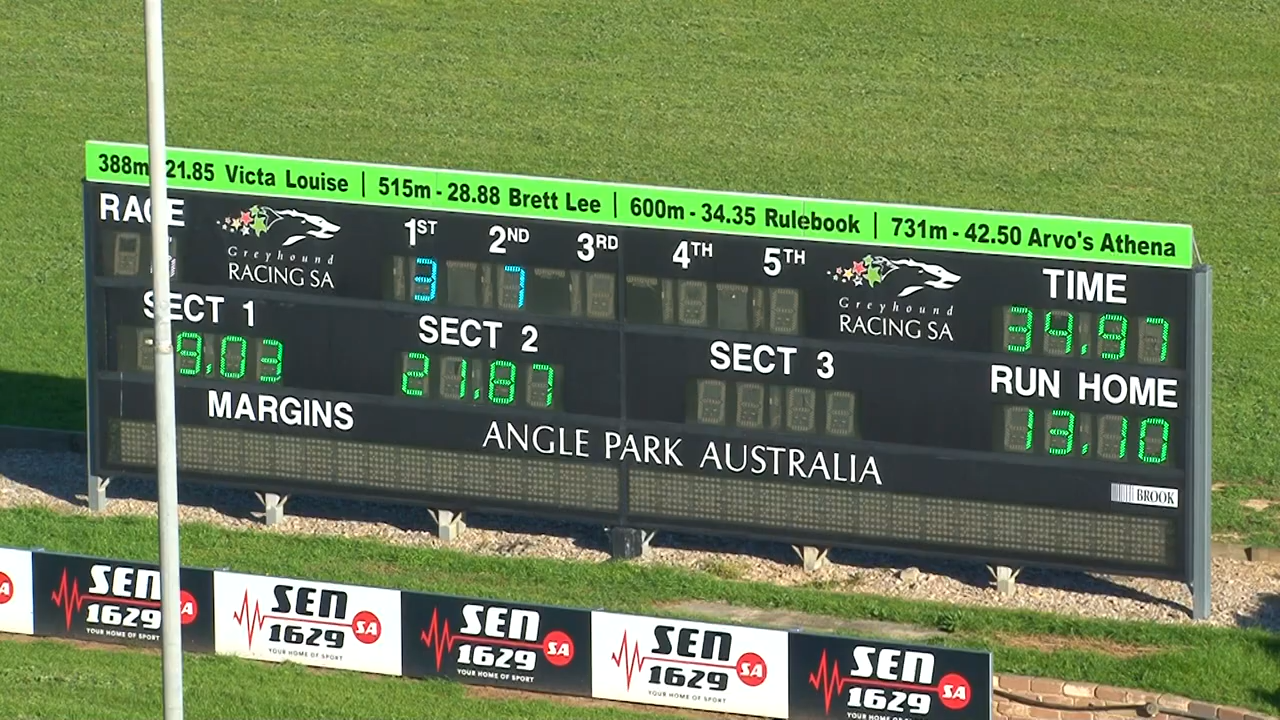 388m 21.85 Victa Louise | 515m - 28.88 Brett Lee | 600m - 34.35 Rulebook | 731m - 42.50 Arvo's Athena
RACE
Greyhound
RACING SA
1ST 2ND 3RD 4TH 5TH
3 7
Greyhound
RACING SA
TIME
34.97
SECT 1
9.03
SECT 2
21.87
SECT 3
RUN HOME
13.10
MARGINS
ANGLE PARK AUSTRALIA
BROOK
SA
SEN
1629 SA
YOUR HOME OF SPORT
SEN
1629 SA
YOUR HOME OF SPORT
SEN
1629 SA
YOUR HOME OF SPORT
SEN
1629 SA
YOUR HOME OF SPORT
SEN
1629 SA
YOUR HOME OF SPORT